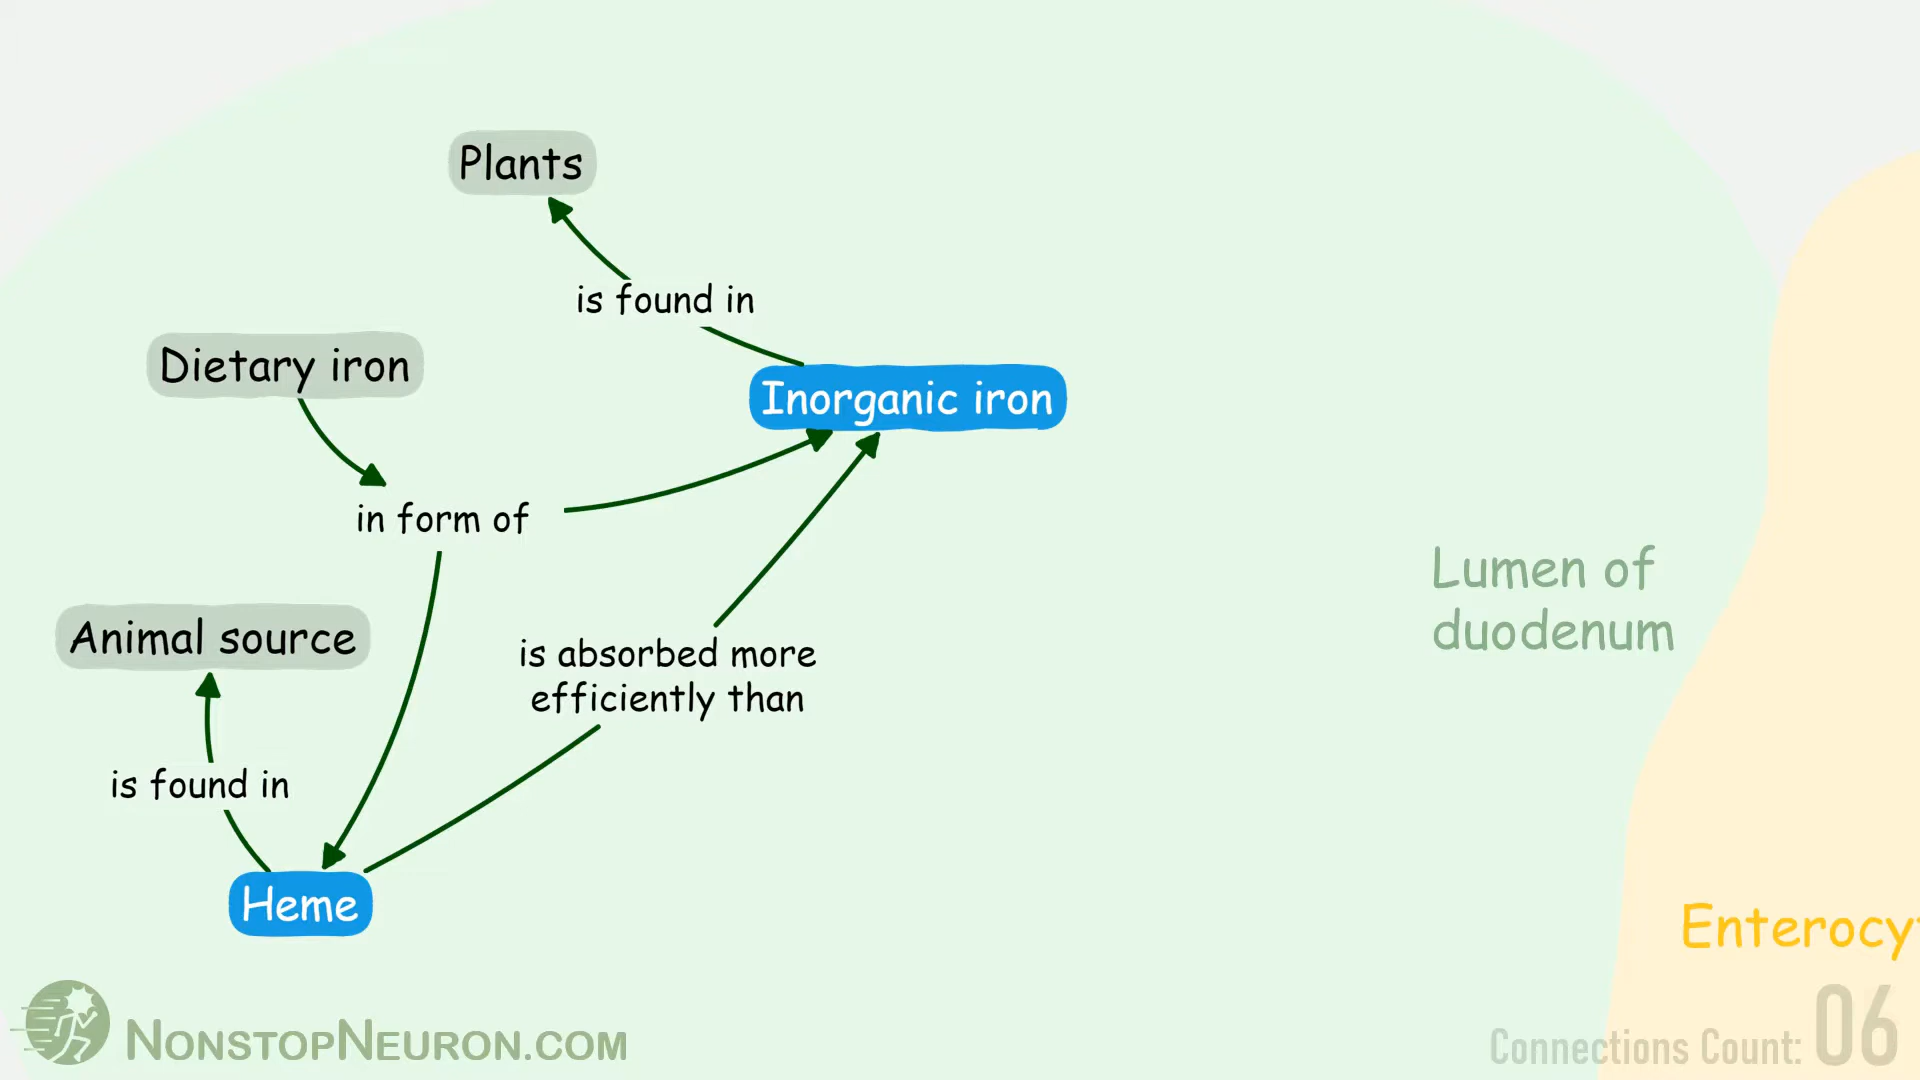 Plants
is found in
Dietary iron
Inorganic iron
in form of
Lumen of
duodenum
Animal source
is absorbed more
efficiently than
is found in
Heme
Enterocy
NonstopNeuron.com
Connections Count: 06